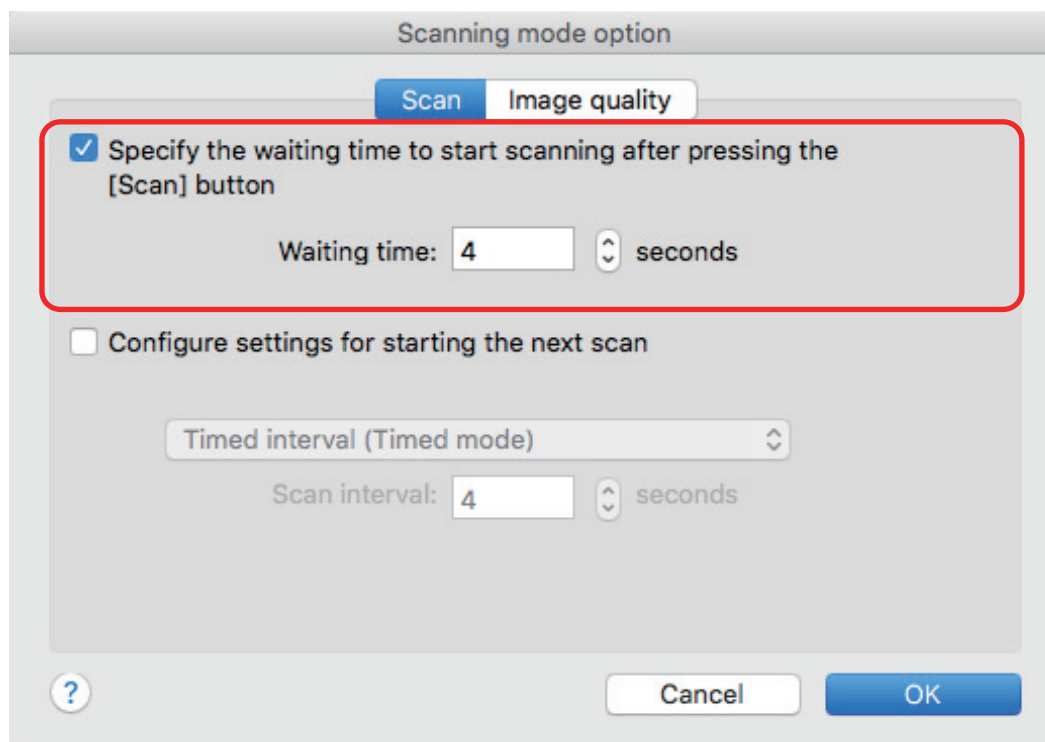 Scanning mode option
Scan Image quality
Specify the waiting time to start scanning after pressing the
[Scan] button
Waiting time: 4 seconds
Configure settings for starting the next scan
Timed interval (Timed mode)
Scan interval: 4 seconds
? Cancel OK